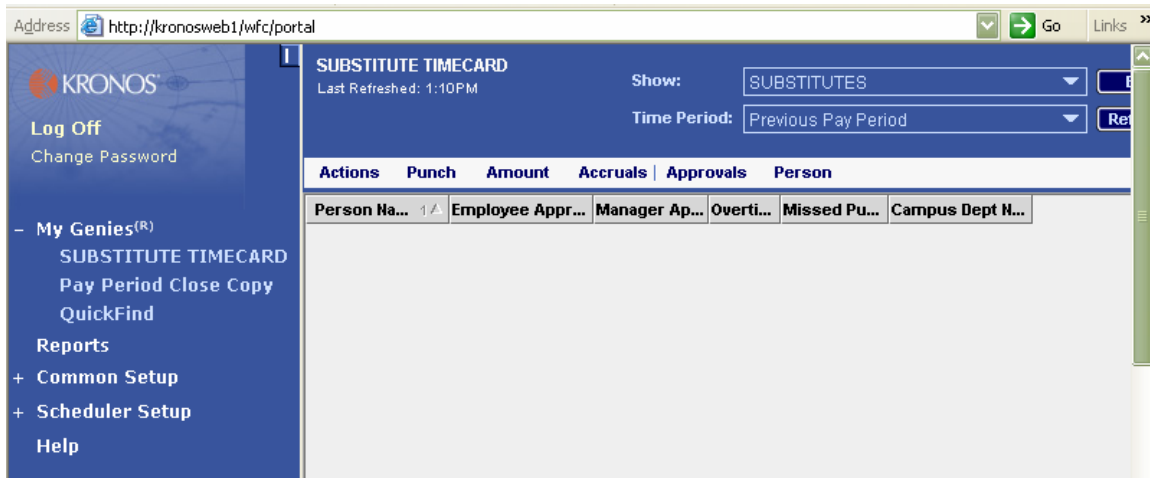 Address http://kronosweb1/wfc/portal Go Links »
KRONOS
Log Off
Change Password
– My Genies(R)
SUBSTITUTE TIMECARD
Pay Period Close Copy
QuickFind
Reports
+ Common Setup
+ Scheduler Setup
Help
SUBSTITUTE TIMECARD
Last Refreshed: 1:10PM
Show: SUBSTITUTES
Time Period: Previous Pay Period Ref
Actions Punch Amount Accruals | Approvals Person
Person Na... 1 Employee Appr... Manager Ap... Overti... Missed Pu... Campus Dept N...